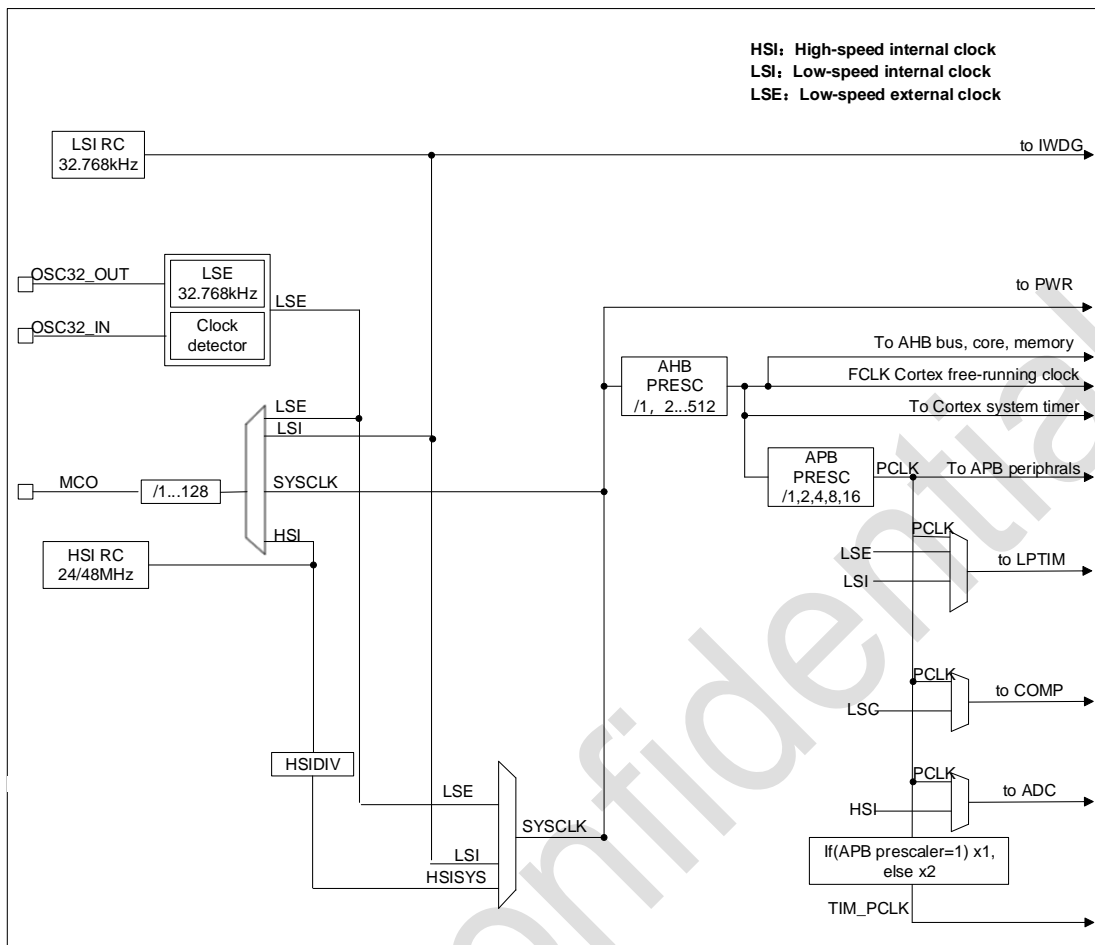 HSI：High-speed internal clock
LSI：Low-speed internal clock
LSE：Low-speed external clock
LSI RC
32.768kHz
to IWDG
OSC32_OUT
LSE
32.768kHz
LSE
OSC32_IN
Clock
detector
to PWR
To AHB bus, core, memory
AHB
PRESC
/1，2...512
FCLK Cortex free-running clock
To Cortex system timer
LSE
LSI
APB
PRESC
/1,2,4,8,16
PCLK
To APB periphrals
MCO
/1...128
SYSCLK
HSI
HSI RC
24/48MHz
PCLK
LSE
LSI
to LPTIM
PCLK
LSC
to COMP
HSIDIV
PCLK
HSI
to ADC
LSE
SYSCLK
LSI
HSISYS
If(APB prescaler=1) x1,
else x2
TIM_PCLK
onfidential